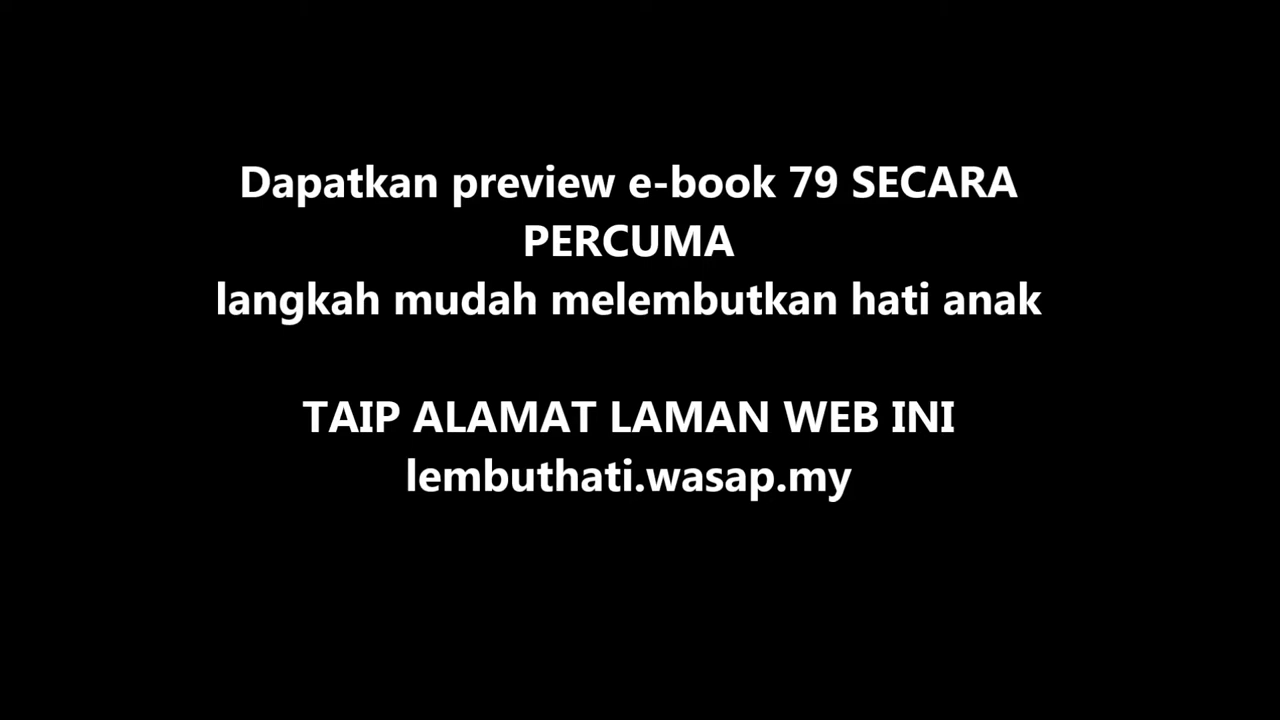 Dapatkan preview e-book 79 SECARA
PERCUMA
langkah mudah melembutkan hati anak
TAIP ALAMAT LAMAN WEB INI
lembuthati.wasap.my